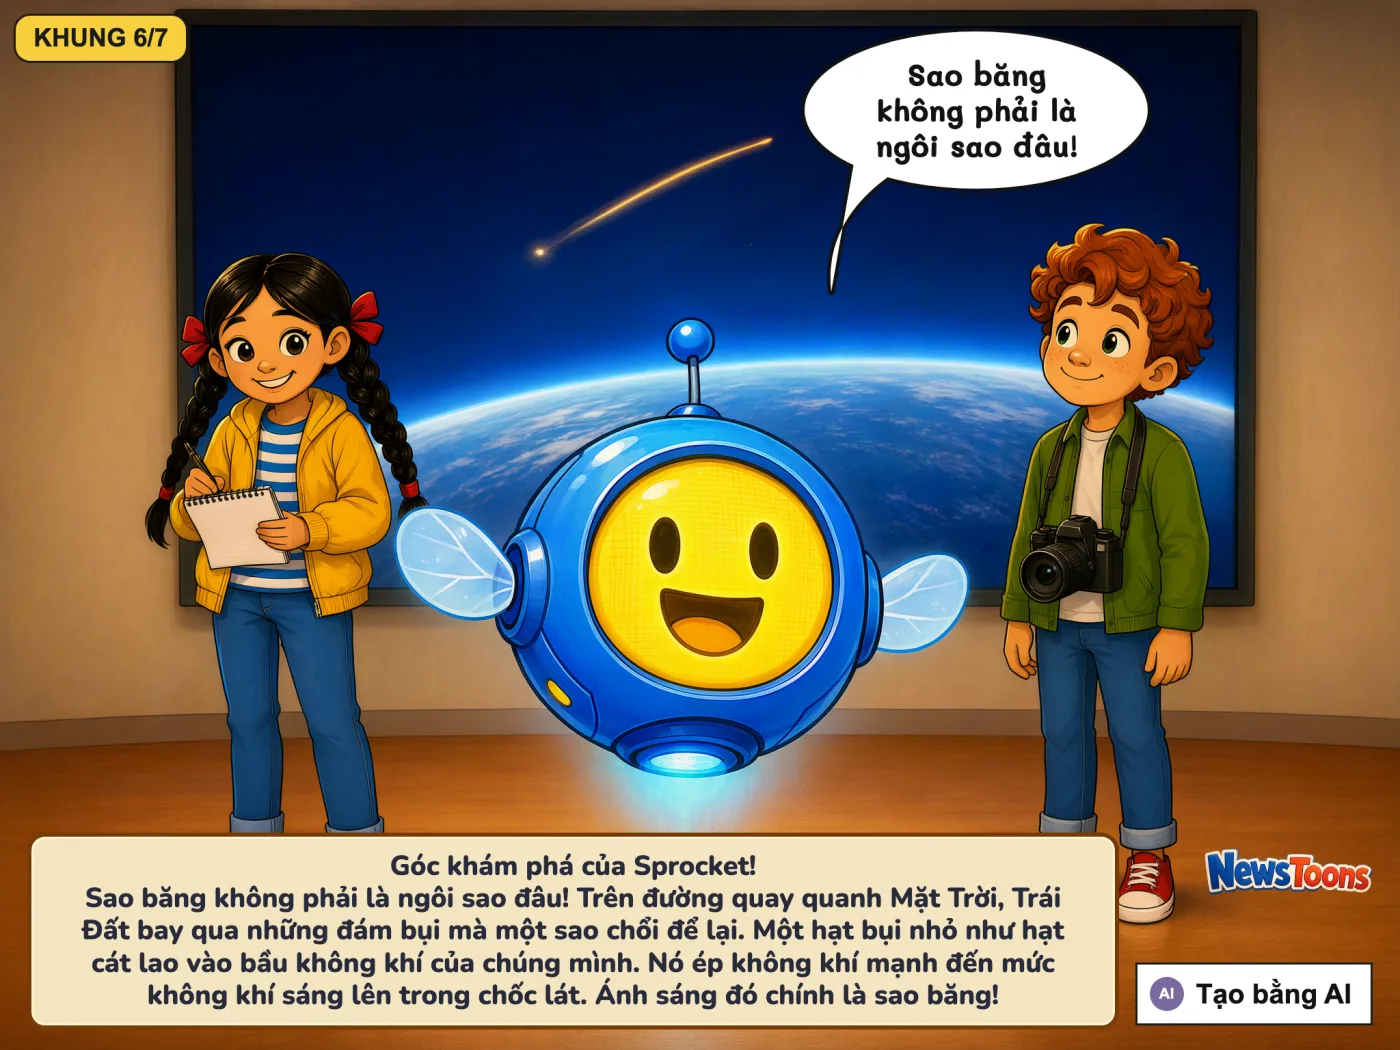 KHUNG 6/7
Sao băng
không phải là
ngôi sao đâu!
Góc khám phá của Sprocket!
Sao băng không phải là ngôi sao đâu! Trên đường quay quanh Mặt Trời, Trái
Đất bay qua những đám bụi mà một sao chổi để lại. Một hạt bụi nhỏ như hạt
cát lao vào bầu không khí của chúng mình. Nó ép không khí mạnh đến mức
không khí sáng lên trong chốc lát. Ánh sáng đó chính là sao băng!
NewsToons
AI Tạo bằng AI